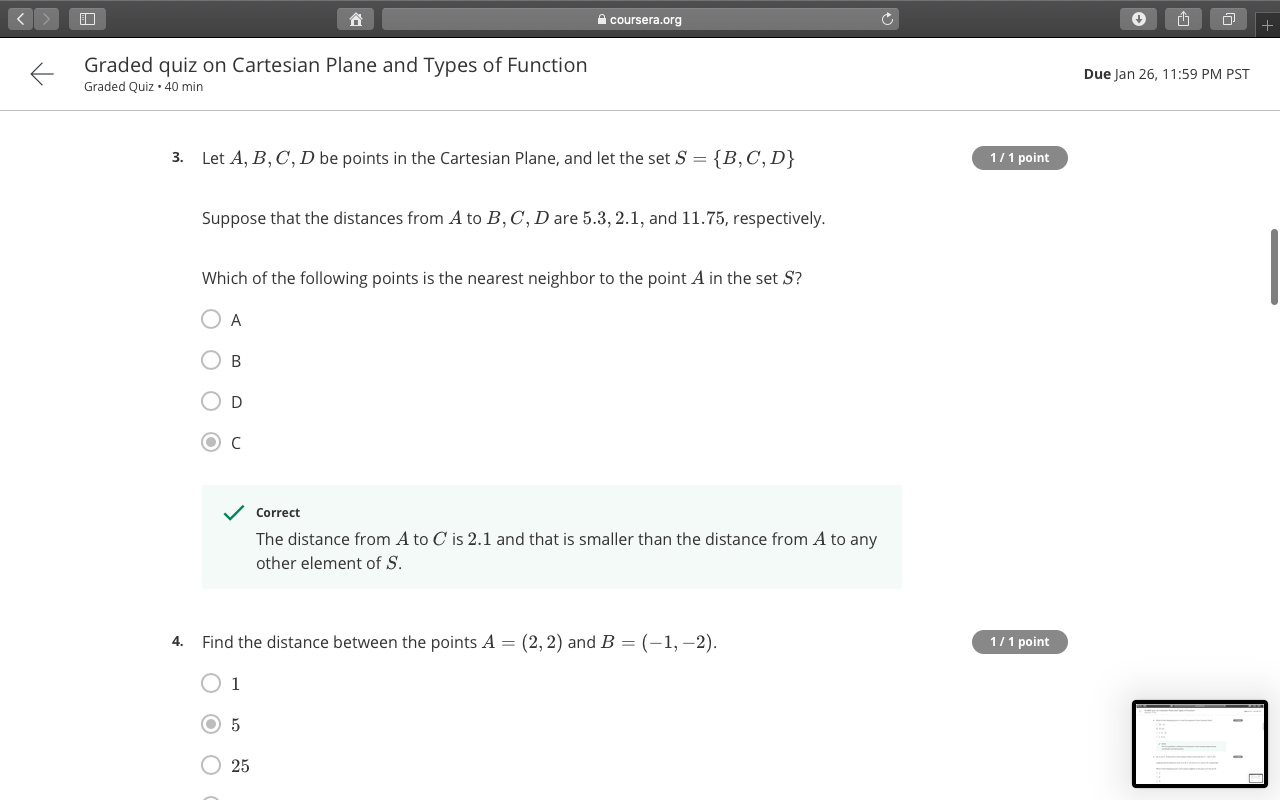 coursera.org
Graded quiz on Cartesian Plane and Types of Function
Graded Quiz • 40 min
Due Jan 26, 11:59 PM PST
3. Let A, B, C, D be points in the Cartesian Plane, and let the set S = {B, C, D}
1 / 1 point
Suppose that the distances from A to B, C, D are 5.3, 2.1, and 11.75, respectively.
Which of the following points is the nearest neighbor to the point A in the set S?
A
B
D
C
Correct
The distance from A to C is 2.1 and that is smaller than the distance from A to any
other element of S.
4. Find the distance between the points A = (2, 2) and B = (−1, −2).
1 / 1 point
1
5
25